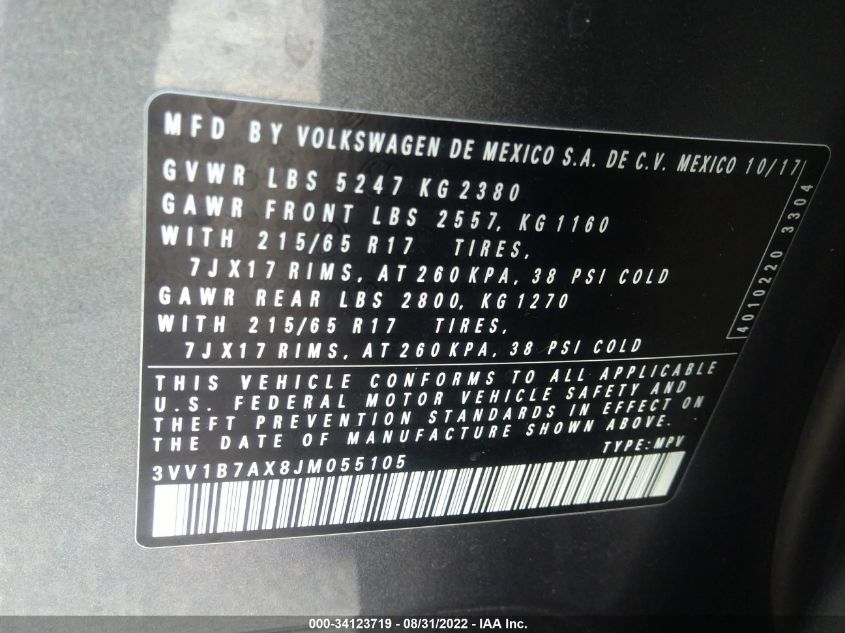 MFD BY VOLKSWAGEN DE MEXICO S.A. DE C.V. MEXICO 10/17
GVWR LBS 5247 KG 2380
GAWR FRONT LBS 2557, KG 1160
WITH 215/65 R17 TIRES,
7JX17 RIMS, AT 260 KPA, 38 PSI COLD
GAWR REAR LBS 2800, KG 1270
WITH 215/65 R17 TIRES,
7JX17 RIMS, AT 260 KPA, 38 PSI COLD
4010220 3304
THIS VEHICLE CONFORMS TO ALL APPLICABLE
U.S. FEDERAL MOTOR VEHICLE SAFETY AND
THEFT PREVENTION STANDARDS IN EFFECT ON
THE DATE OF MANUFACTURE SHOWN ABOVE.
TYPE: MPV
3VV1B7AX8JM055105
000-34123719 - 08/31/2022 - IAA Inc.